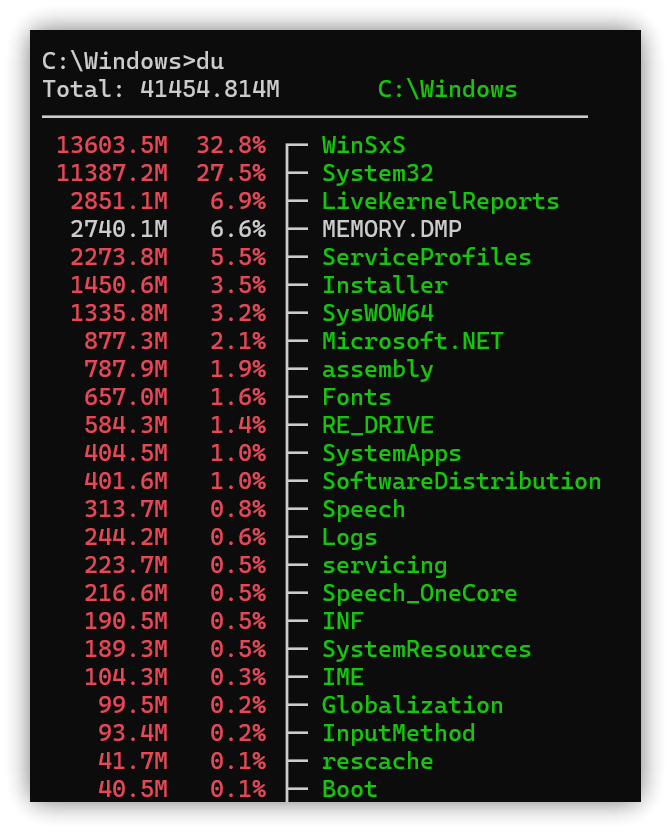 C:\Windows>du
Total: 41454.814M C:\Windows
13603.5M 32.8% WinSxS
11387.2M 27.5% System32
2851.1M 6.9% LiveKernelReports
2740.1M 6.6% MEMORY.DMP
2273.8M 5.5% ServiceProfiles
1450.6M 3.5% Installer
1335.8M 3.2% SysWOW64
877.3M 2.1% Microsoft.NET
787.9M 1.9% assembly
657.0M 1.6% Fonts
584.3M 1.4% RE_DRIVE
404.5M 1.0% SystemApps
401.6M 1.0% SoftwareDistribution
313.7M 0.8% Speech
244.2M 0.6% Logs
223.7M 0.5% servicing
216.6M 0.5% Speech_OneCore
190.5M 0.5% INF
189.3M 0.5% SystemResources
104.3M 0.3% IME
99.5M 0.2% Globalization
93.4M 0.2% InputMethod
41.7M 0.1% rescache
40.5M 0.1% Boot